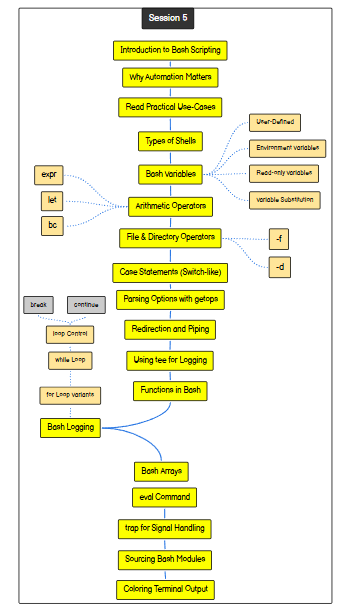 Session 5
Introduction to Bash Scripting
Why Automation Matters
Read Practical Use-Cases
Types of Shells
Bash Variables
User-Defined
Environment variables
Read-only variables
Variable Substitution
Arithmetic Operators
expr
let
bc
File & Directory Operators
-f
-d
Case Statements (Switch-like)
Parsing Options with getops
Redirection and Piping
Using tee for Logging
Functions in Bash
break
continue
loop Control
while Loop
for Loop variants
Bash Logging
Bash Arrays
eval Command
trap for Signal Handling
Sourcing Bash Modules
Coloring Terminal Output